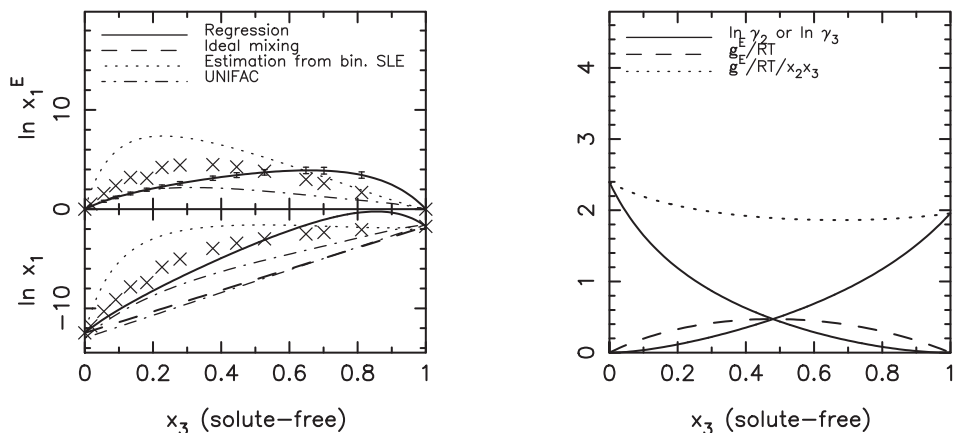 Regression
Ideal mixing
Estimation from bin. SLE
UNIFAC
ln x₁ᴱ
ln x₁
10
0
−10
0 0.2 0.4 0.6 0.8 1
x₃ (solute−free)
ln γ₂ or ln γ₃
gᴱ/RT
gᴱ/RT/x₂x₃
4
2
0
0 0.2 0.4 0.6 0.8 1
x₃ (solute−free)